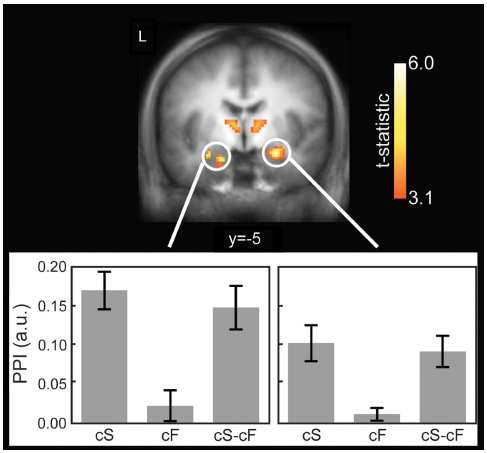 L
6.0
t-statistic
3.1
y=-5
PPI (a.u.)
0.20
0.15
0.10
0.05
0.00
cS cF cS-cF
cS cF cS-cF